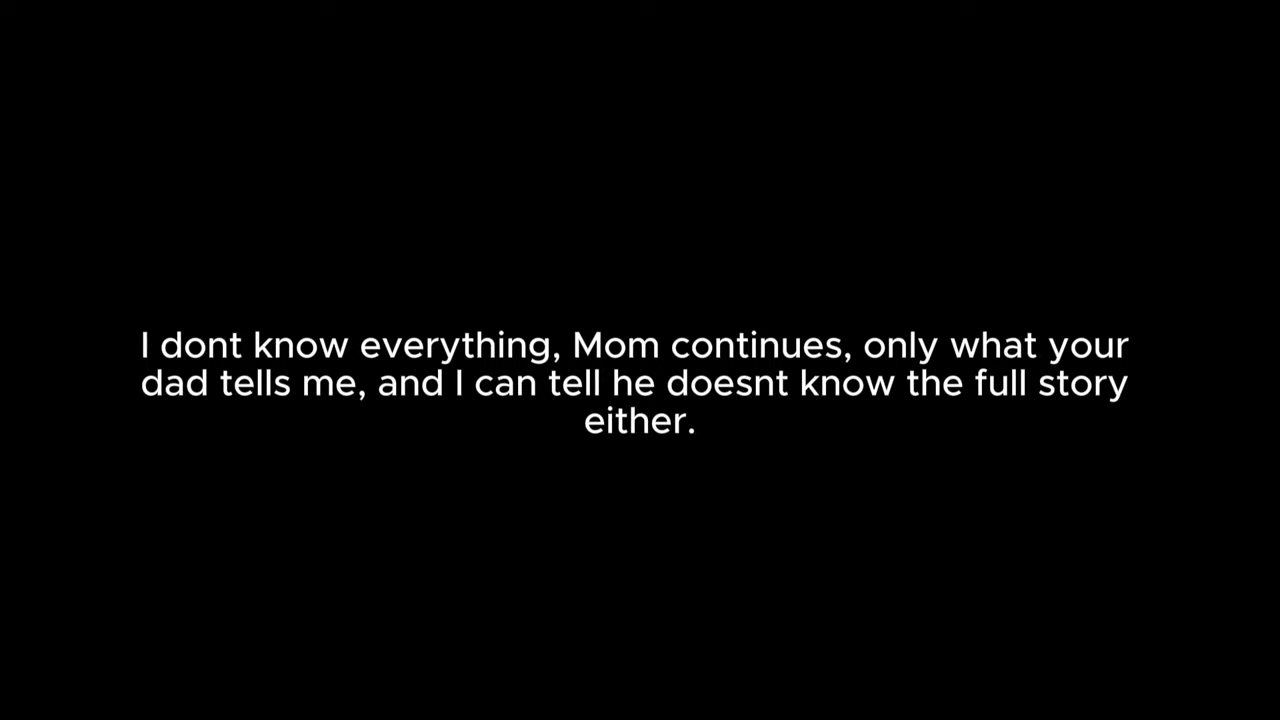 I dont know everything, Mom continues, only what your
dad tells me, and I can tell he doesnt know the full story
either.